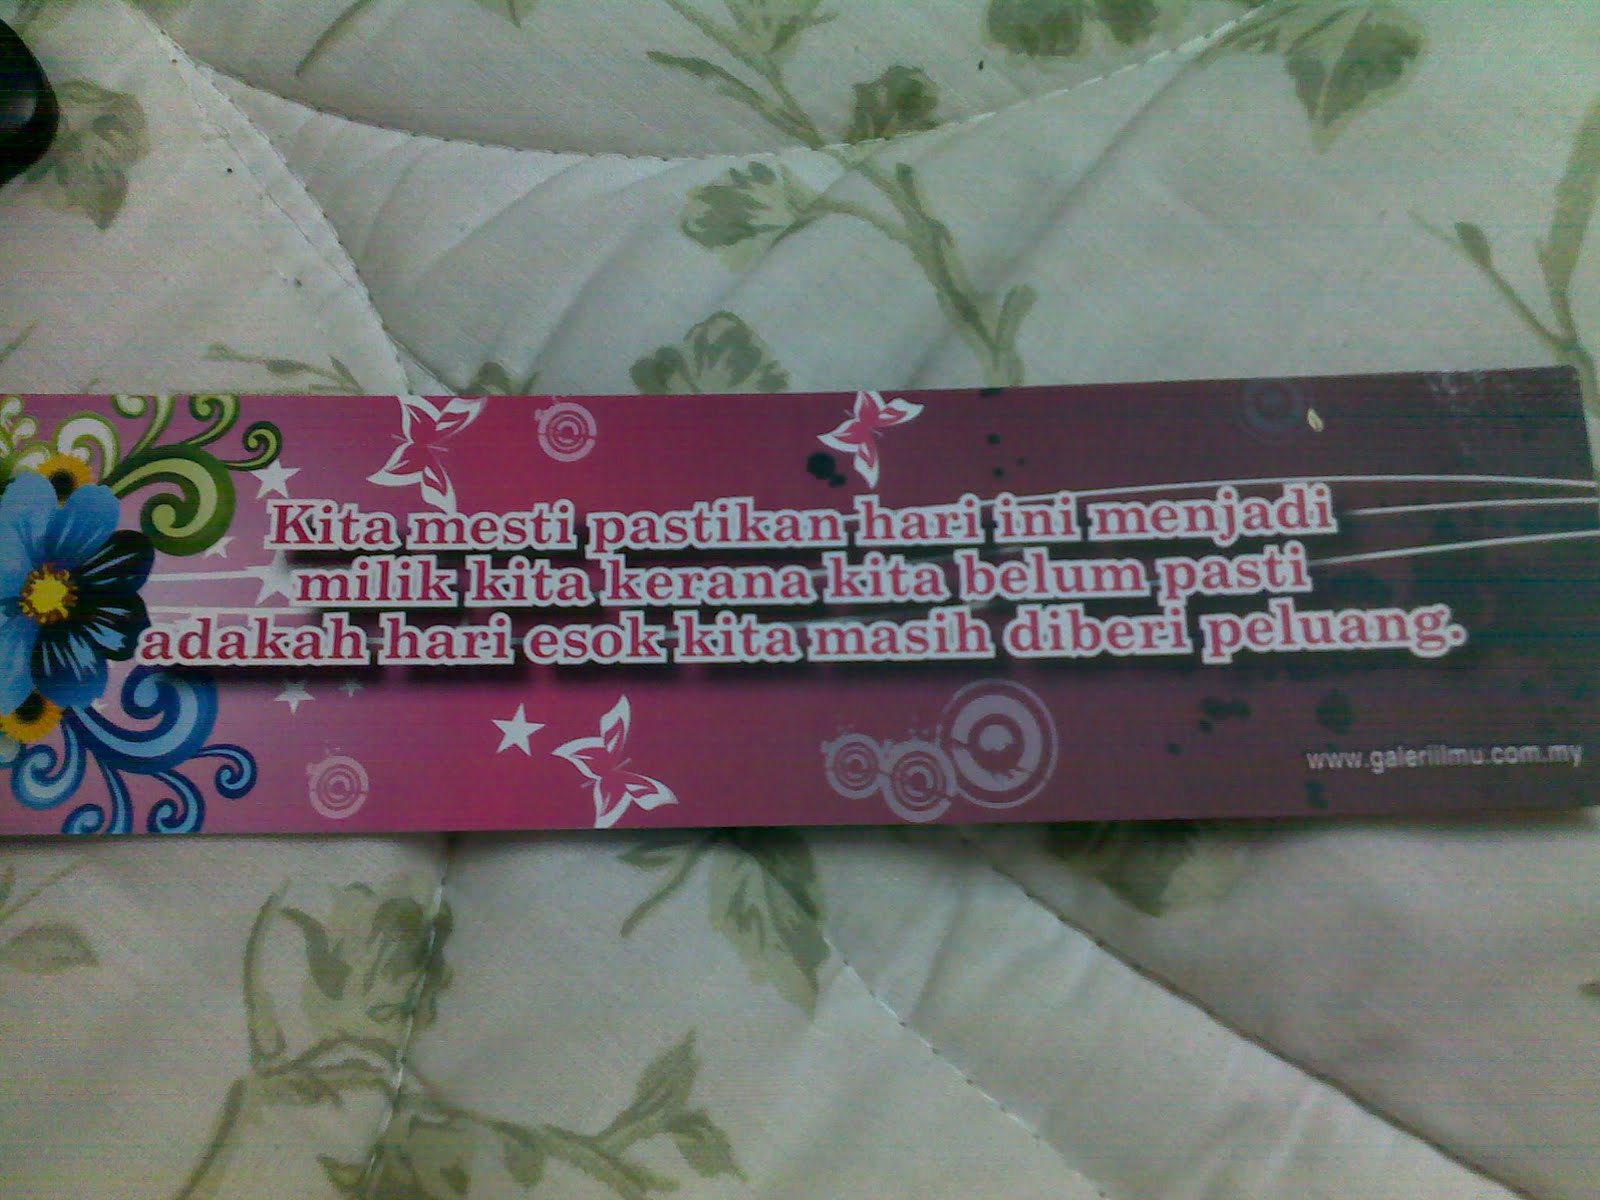 Kita mesti pastikan hari ini menjadi
milik kita kerana kita belum pasti
adakah hari esok kita masih diberi peluang.
www.galeriilmu.com.my